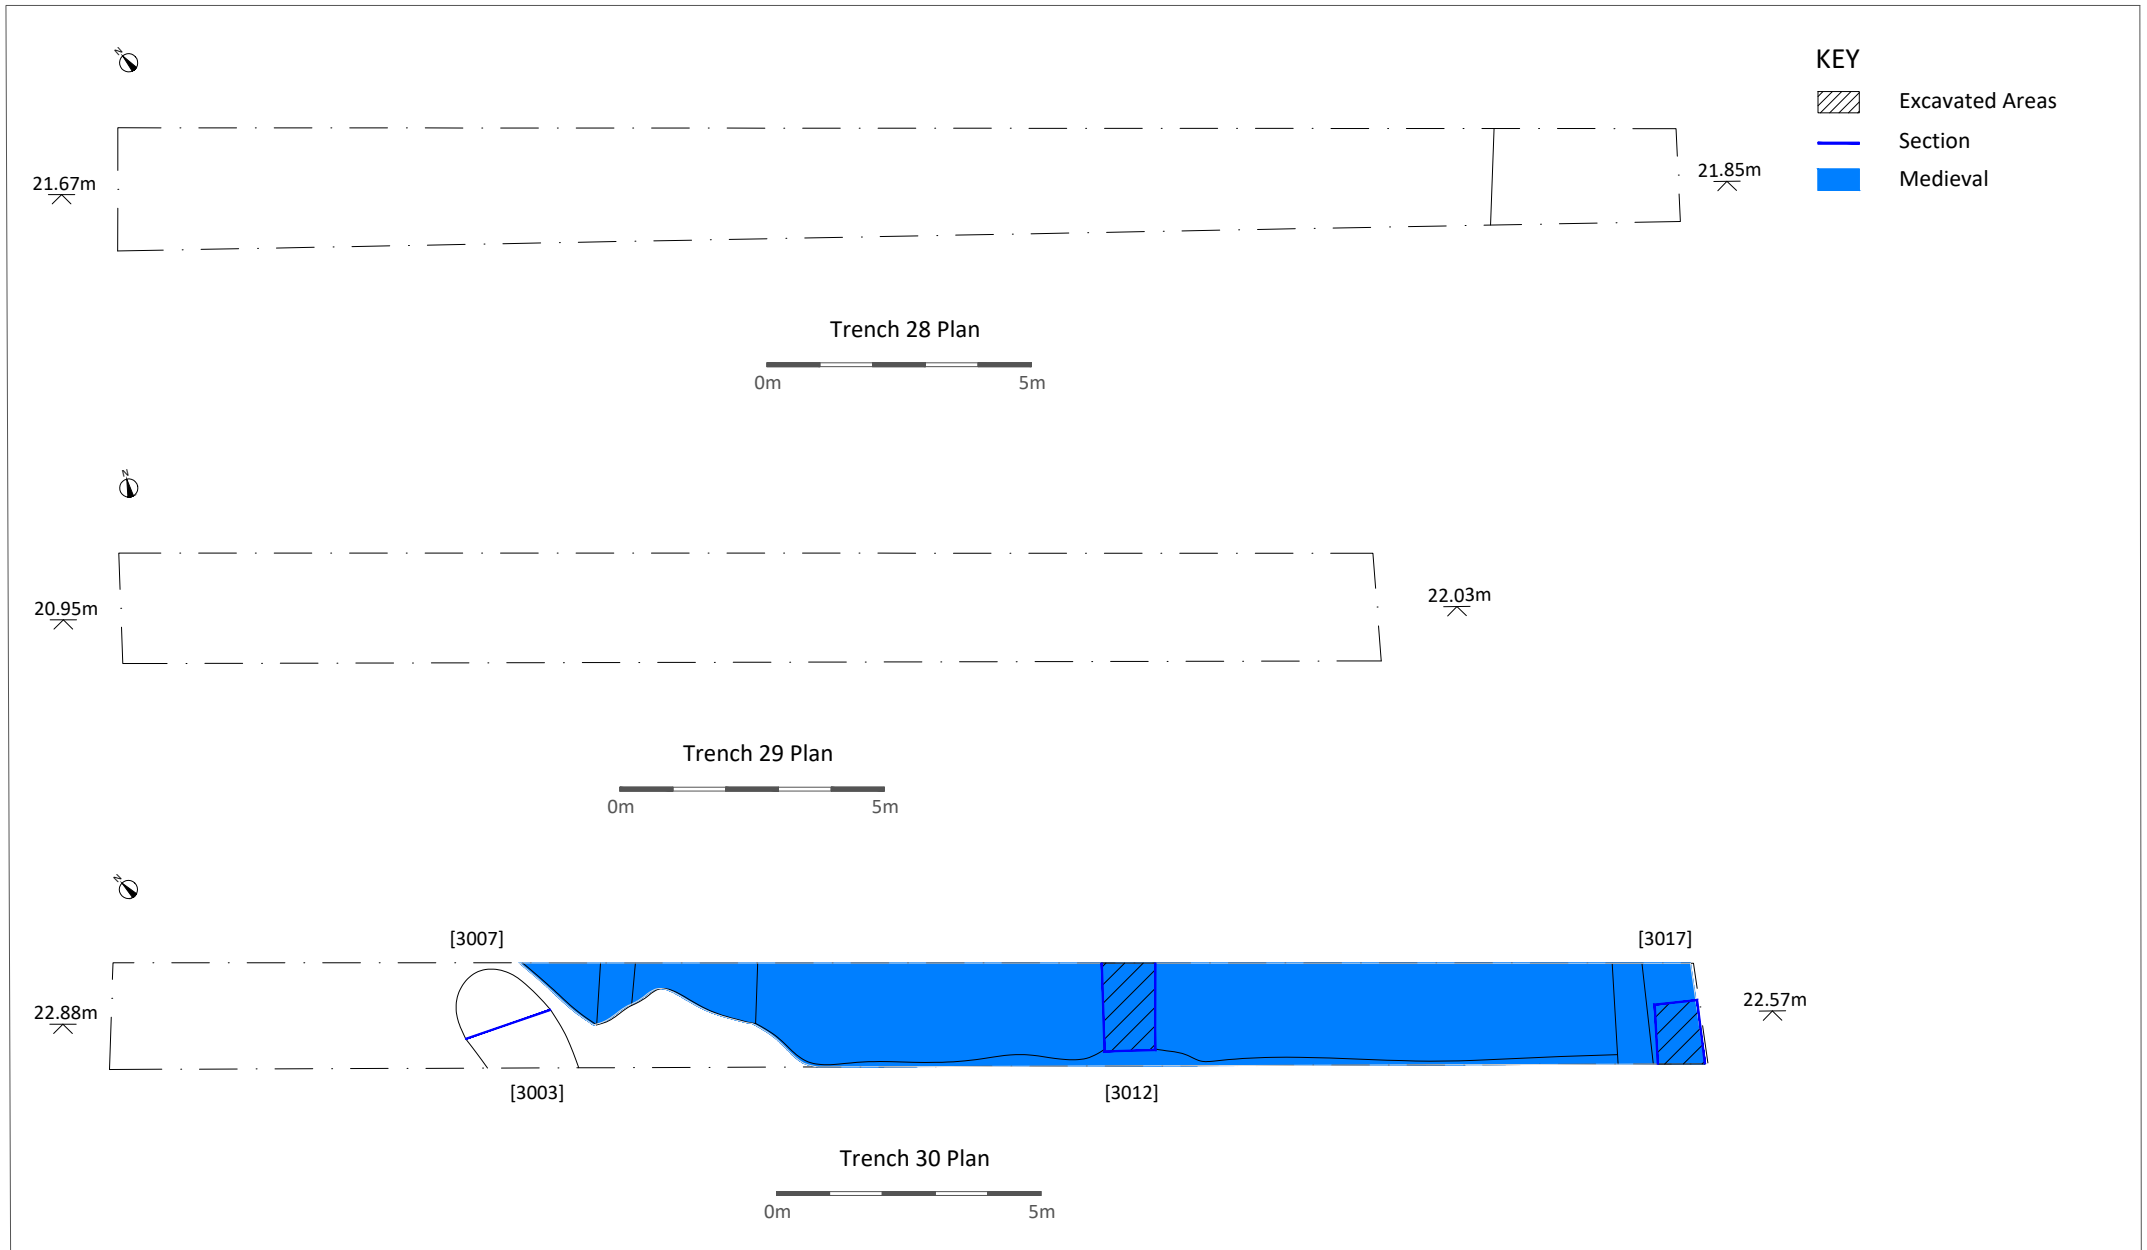 N
KEY
Excavated Areas
Section
Medieval
21.67m
21.85m
Trench 28 Plan
0m 5m
N
20.95m
22.03m
Trench 29 Plan
0m 5m
N
[3007]
[3017]
22.88m
22.57m
[3003]
[3012]
Trench 30 Plan
0m 5m